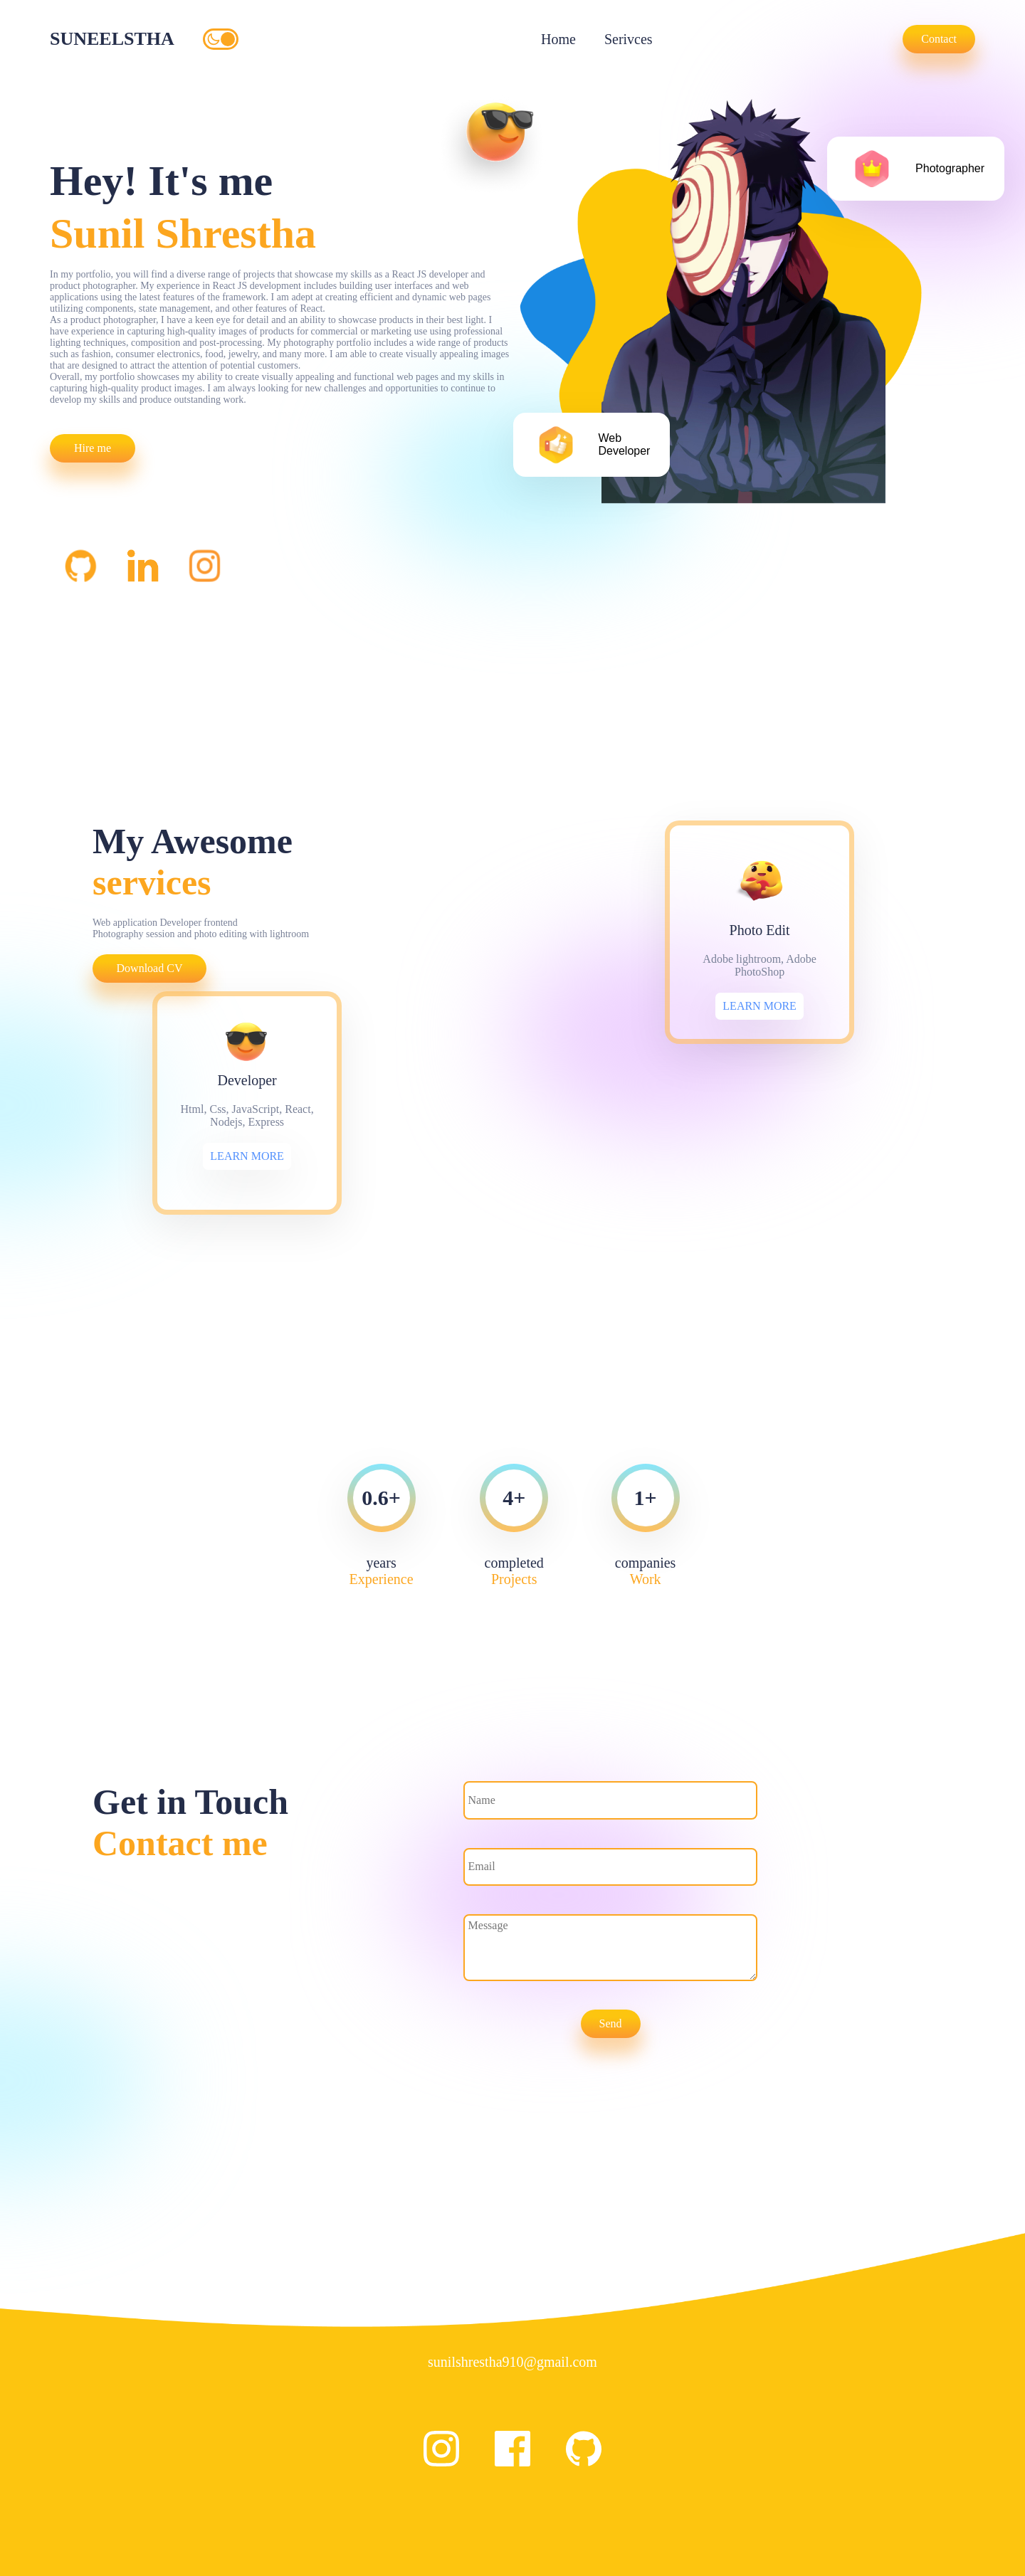 SUNEELSTHA
Home
Serivces
Contact
Hey! It's me
Sunil Shrestha
In my portfolio, you will find a diverse range of projects that showcase my skills as a React JS developer and
product photographer. My experience in React JS development includes building user interfaces and web
applications using the latest features of the framework. I am adept at creating efficient and dynamic web pages
utilizing components, state management, and other features of React.
As a product photographer, I have a keen eye for detail and an ability to showcase products in their best light. I
have experience in capturing high-quality images of products for commercial or marketing use using professional
lighting techniques, composition and post-processing. My photography portfolio includes a wide range of products
such as fashion, consumer electronics, food, jewelry, and many more. I am able to create visually appealing images
that are designed to attract the attention of potential customers.
Overall, my portfolio showcases my ability to create visually appealing and functional web pages and my skills in
capturing high-quality product images. I am always looking for new challenges and opportunities to continue to
develop my skills and produce outstanding work.
Hire me
Photographer
Web
Developer
My Awesome
services
Web application Developer frontend
Photography session and photo editing with lightroom
Download CV
Photo Edit
Adobe lightroom, Adobe
PhotoShop
LEARN MORE
Developer
Html, Css, JavaScript, React,
Nodejs, Express
LEARN MORE
0.6+
years
Experience
4+
completed
Projects
1+
companies
Work
Get in Touch
Contact me
Name
Email
Message
Send
sunilshrestha910@gmail.com